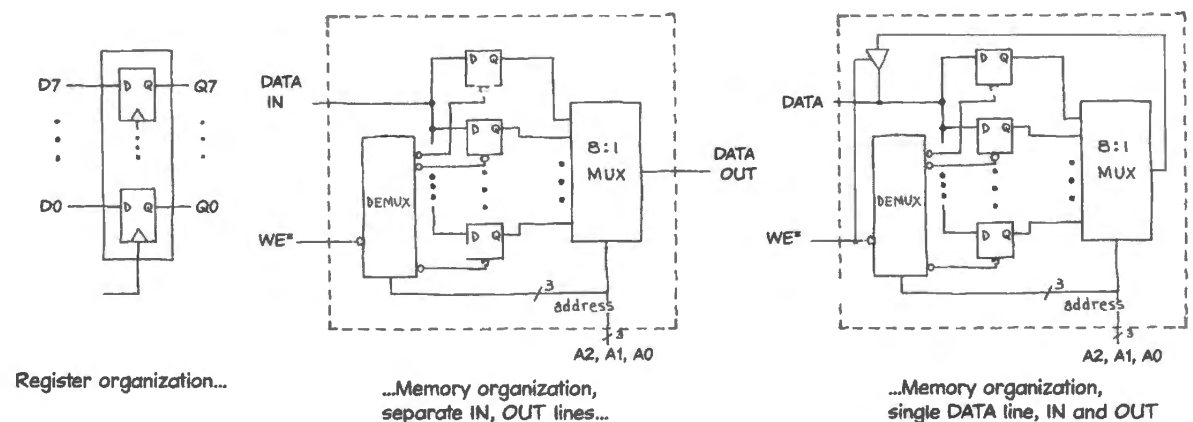 D7
D Q
Q7
D0
D Q
Q0
Register organization...
DATA
IN
D Q
D Q
D Q
DEMUX
8:1
MUX
DATA
OUT
WE*
3
address
3
A2, A1, A0
...Memory organization,
separate IN, OUT lines...
DATA
D Q
D Q
D Q
DEMUX
8:1
MUX
WE*
3
address
3
A2, A1, A0
...Memory organization,
single DATA line, IN and OUT